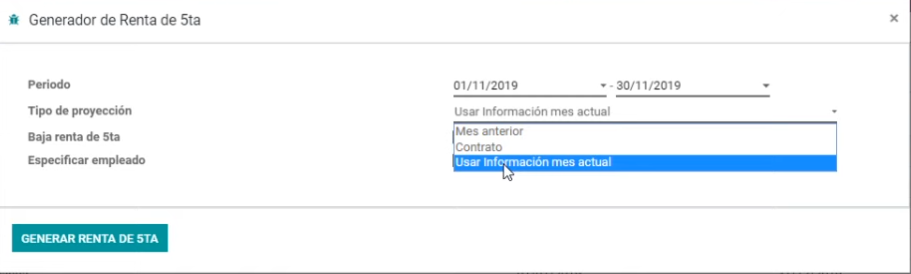 Generador de Renta de 5ta ×
Periodo 01/11/2019 - 30/11/2019
Tipo de proyección Usar Información mes actual
Mes anterior
Baja renta de 5ta
Contrato
Especificar empleado Usar Información mes actual
GENERAR RENTA DE 5TA